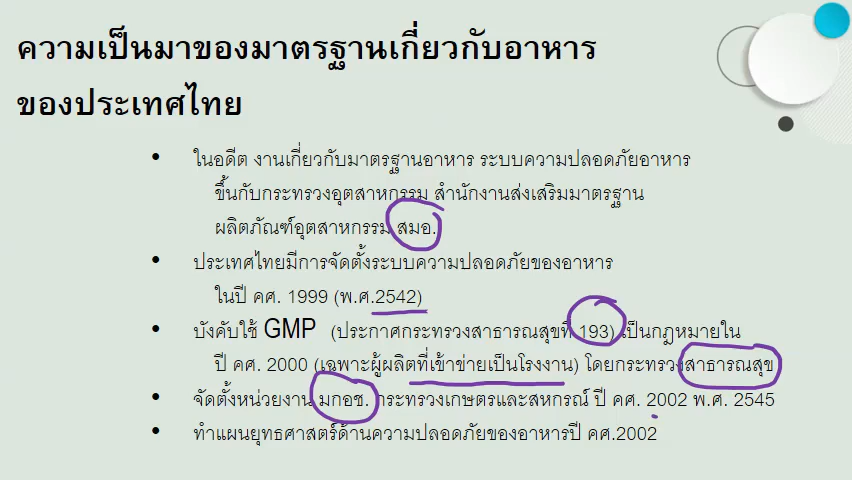 ความเป็นมาของมาตรฐานเกี่ยวกับอาหาร
ของประเทศไทย
• ในอดีต งานเกี่ยวกับมาตรฐานอาหาร ระบบความปลอดภัยอาหาร
ขึ้นกับกระทรวงอุตสาหกรรม สำนักงานส่งเสริมมาตรฐาน
ผลิตภัณฑ์อุตสาหกรรม สมอ.
• ประเทศไทยมีการจัดตั้งระบบความปลอดภัยของอาหาร
ในปี คศ. 1999 (พ.ศ.2542)
• บังคับใช้ GMP (ประกาศกระทรวงสาธารณสุขที่ 193) เป็นกฎหมายใน
ปี คศ. 2000 (เฉพาะผู้ผลิตที่เข้าข่ายเป็นโรงงาน) โดยกระทรวงสาธารณสุข
• จัดตั้งหน่วยงาน มกอช. กระทรวงเกษตรและสหกรณ์ ปี คศ. 2002 พ.ศ. 2545
• ทำแผนยุทธศาสตร์ด้านความปลอดภัยของอาหารปี คศ.2002